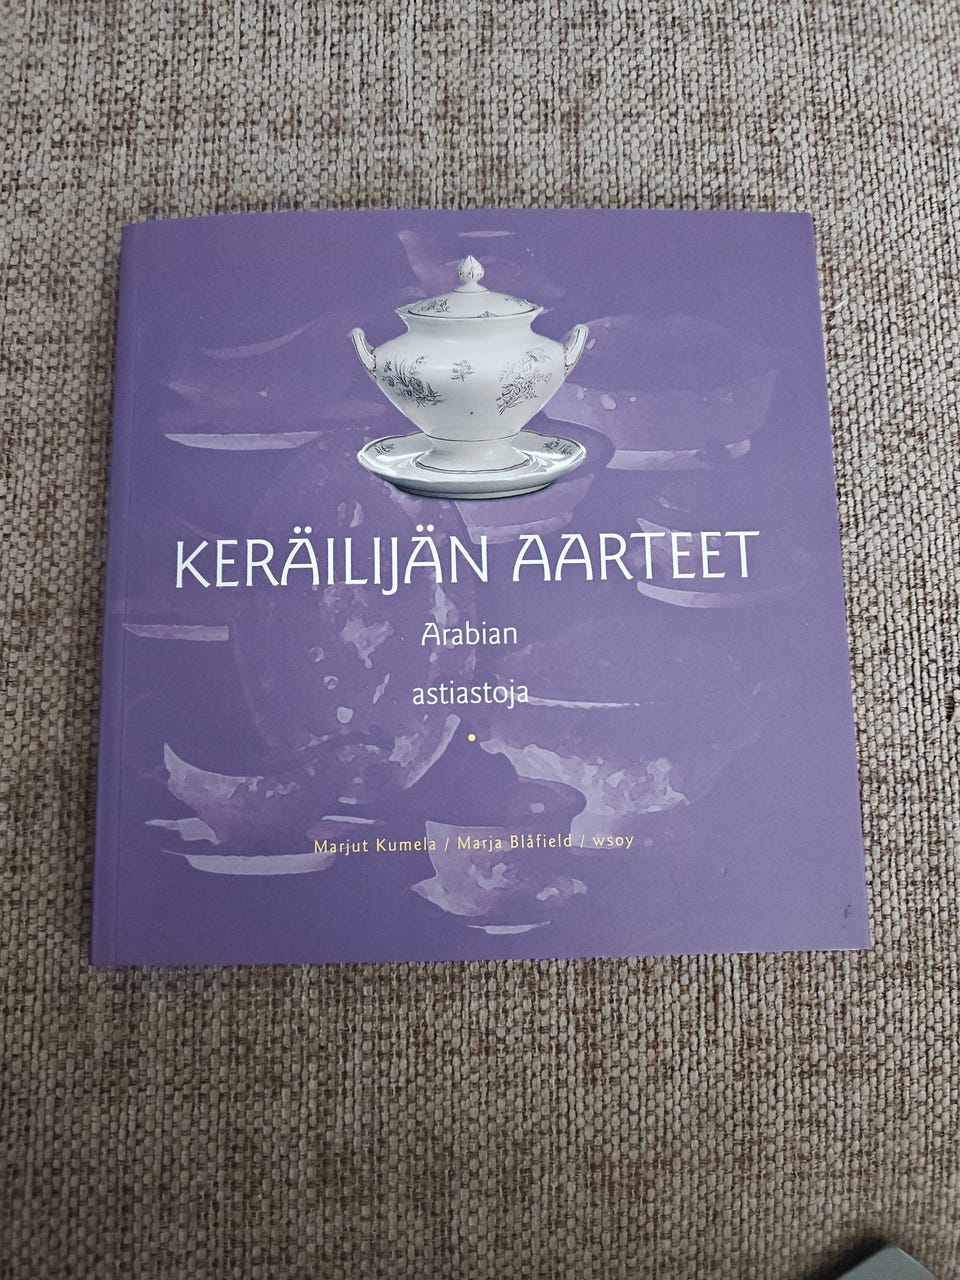 KERÄILIJÄN AARTEET
Arabian
astiastoja
Marjut Kumela / Marja Blåfield / wsoy